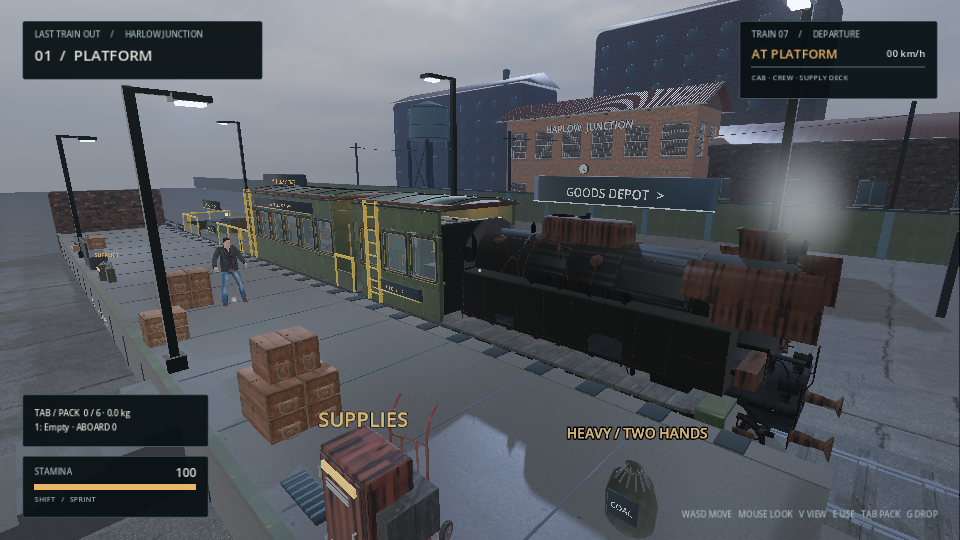 LAST TRAIN OUT / HARLOW JUNCTION
01 / PLATFORM
TRAIN 07 / DEPARTURE
AT PLATFORM 00 km/h
CAB · CREW · SUPPLY DECK
HARLOW JUNCTION
GOODS DEPOT >
SUPPLIES
SUPPLIES
HEAVY / TWO HANDS
COAL
TAB / PACK 0 / 6 · 0.0 kg
1: Empty · ABOARD 0
STAMINA 100
SHIFT / SPRINT
WASD MOVE MOUSE LOOK V VIEW E USE TAB PACK G DROP